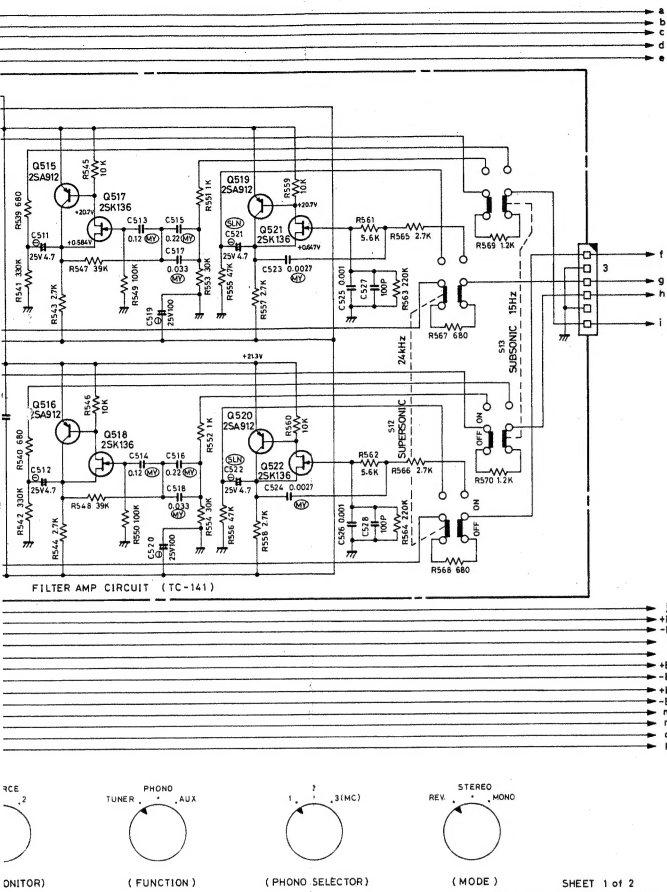 a
b
c
d
e
Q515
2SA912
R545
10K
Q517
2SK136
+20.7V
+0.584V
R539 680
C511
25V 4.7
R541 330K
R543 2.7K
R547 39K
C513
0.12 MY
C515
0.22 MY
C517
0.033
MY
R549 100K
R551 1K
R553 30K
C519
25V100
Q519
2SA912
R559
10K
+20.7V
Q521
2SK136
+0.647V
SLN
C521
25V 4.7
R555 47K
R557 2.7K
C523 0.0027
MY
R561
5.6K
R565 2.7K
C525 0.001
C527
100P
R563 220K
R567 680
R569 1.2K
24kHz
SUPERSONIC
S12
S13
SUBSONIC 15Hz
3
f
g
h
i
Q516
2SA912
R546
10K
Q518
2SK136
R540 680
C512
25V4.7
R542 330K
R544 2.7K
R548 39K
C514
0.12 MY
C516
0.22 MY
C518
0.033
MY
R550 100K
R552 1K
R554 30K
C520
25V100
+21.3V
Q520
2SA912
R560
10K
Q522
2SK136
SLN
C522
25V 4.7
R556 47K
R558 2.7K
C524 0.0027
MY
R562
5.6K
R566 2.7K
C526 0.001
C528
100P
R564 220K
OFF ON
R570 1.2K
OFF ON
R568 680
FILTER AMP CIRCUIT (TC-141)
RCE
.2
ONITOR)
PHONO
TUNER . . . AUX
(FUNCTION)
1 . . . 3(MC)
(PHONO SELECTOR)
STEREO
REV. . . MONO
(MODE)
SHEET 1 of 2